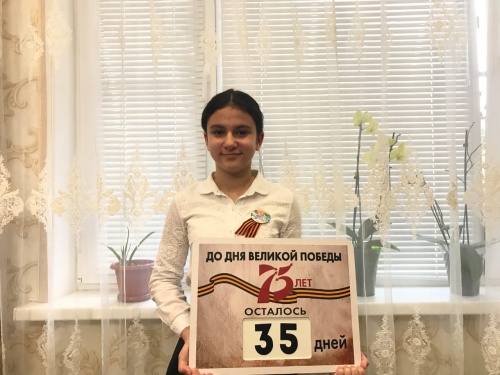 ДО ДНЯ ВЕЛИКОЙ ПОБЕДЫ
75 ЛЕТ
ОСТАЛОСЬ
35 дней